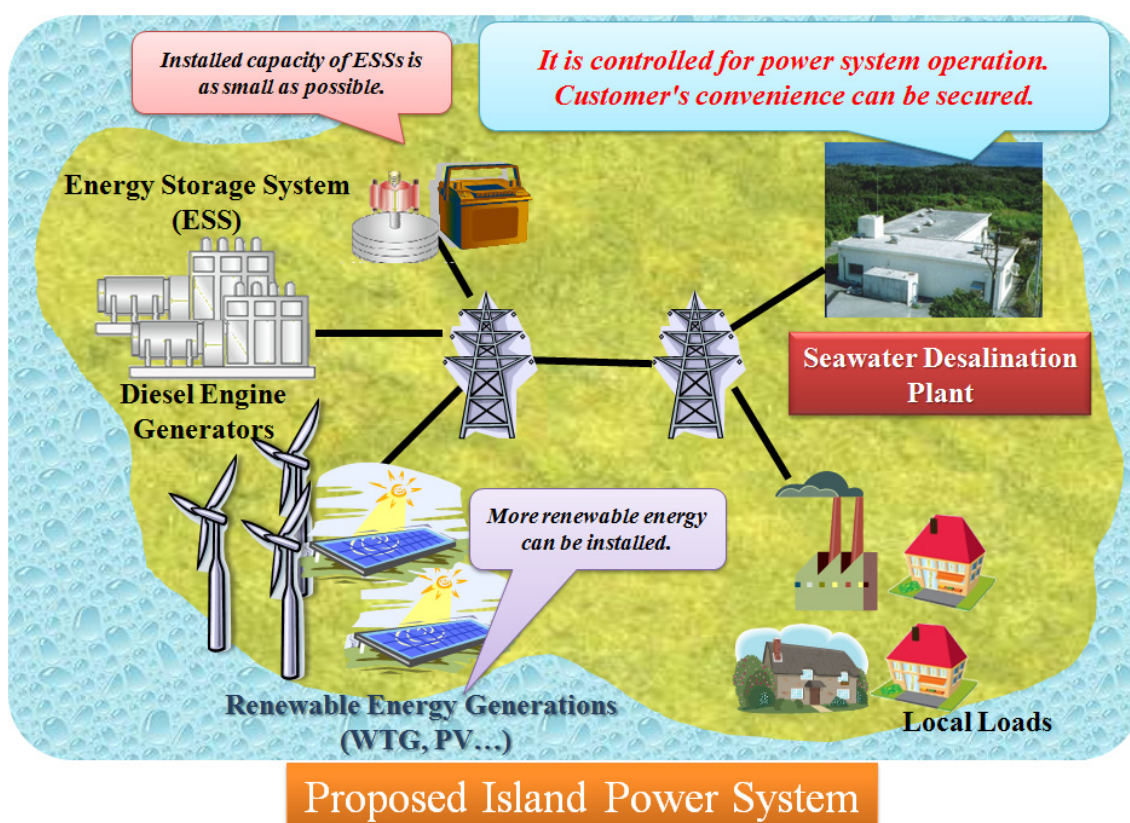 Installed capacity of ESSs is
as small as possible.
It is controlled for power system operation.
Customer's convenience can be secured.
Energy Storage System
(ESS)
Diesel Engine
Generators
Seawater Desalination
Plant
More renewable energy
can be installed.
Renewable Energy Generations
(WTG, PV...)
Local Loads
Proposed Island Power System